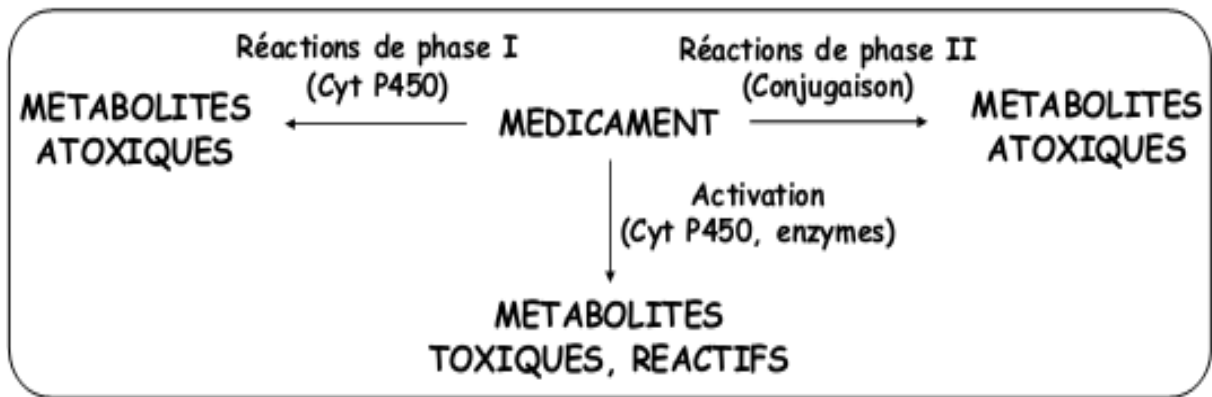 Réactions de phase I
(Cyt P450)
Réactions de phase II
(Conjugaison)
METABOLITES
ATOXIQUES
MEDICAMENT
METABOLITES
ATOXIQUES
Activation
(Cyt P450, enzymes)
METABOLITES
TOXIQUES, REACTIFS